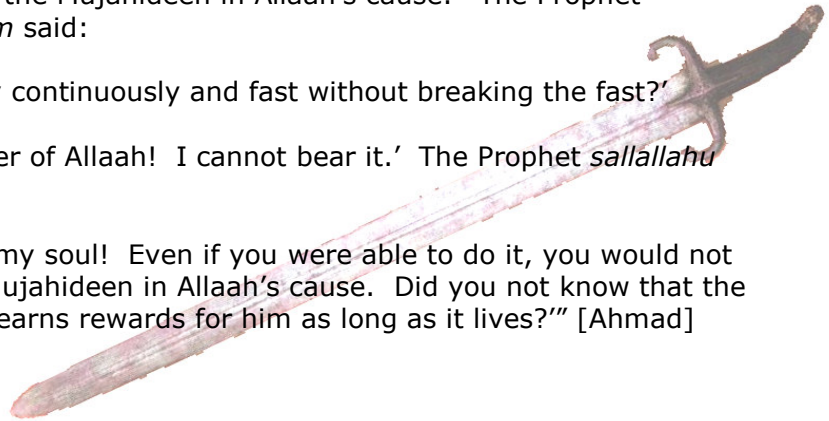 the Mujahideen in Allaah's cause.' The Prophet
said:
continuously and fast without breaking the fast?'
of Allaah! I cannot bear it.' The Prophet sallallahu
my soul! Even if you were able to do it, you would not
in Allaah's cause. Did you not know that the
earns rewards for him as long as it lives?'" [Ahmad]